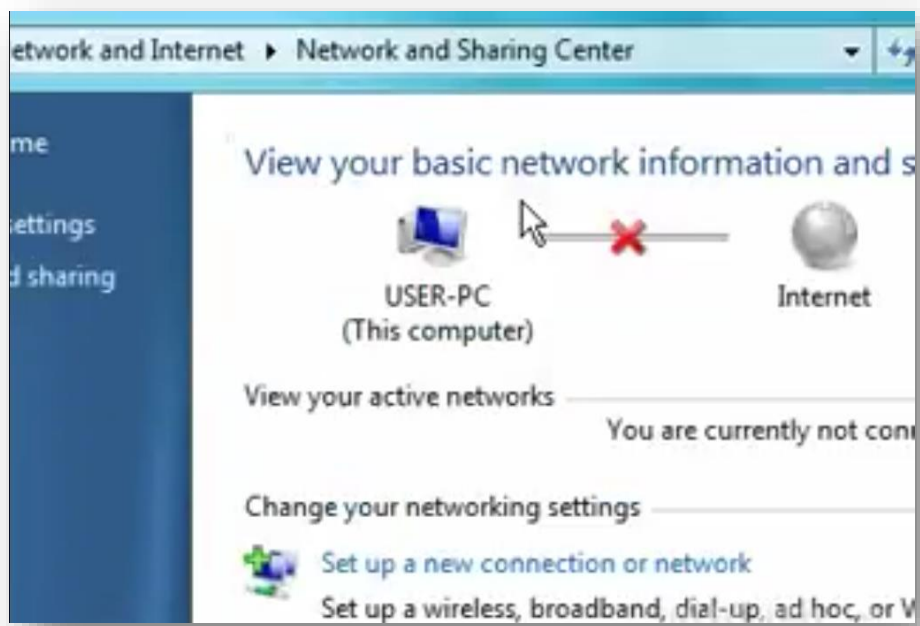 etwork and Internet ▸ Network and Sharing Center
me
View your basic network information and s
ettings
d sharing
USER-PC
(This computer)
Internet
View your active networks
You are currently not con
Change your networking settings
Set up a new connection or network
Set up a wireless, broadband, dial-up, ad hoc, or V